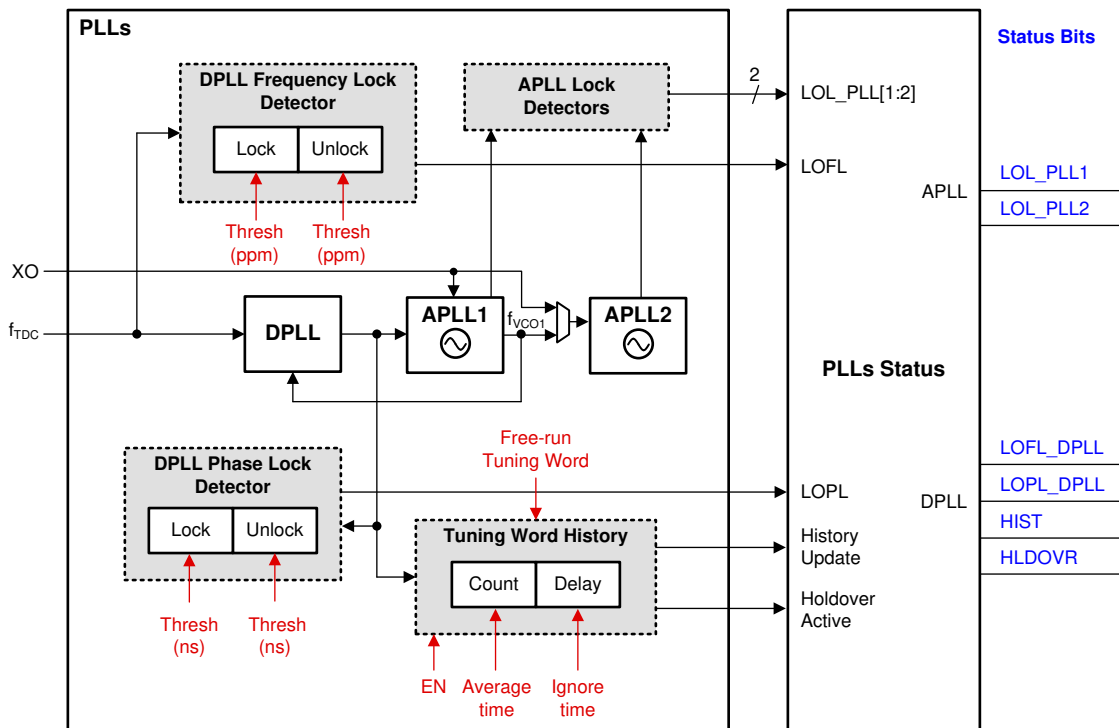 PLLs
Status Bits
DPLL Frequency Lock
Detector
Lock
Unlock
Thresh
(ppm)
Thresh
(ppm)
APLL Lock
Detectors
2
LOL_PLL[1:2]
LOFL
APLL
LOL_PLL1
LOL_PLL2
XO
fTDC
DPLL
APLL1
fVCO1
APLL2
PLLs Status
DPLL Phase Lock
Detector
Lock
Unlock
Thresh
(ns)
Thresh
(ns)
Free-run
Tuning Word
Tuning Word History
Count
Delay
EN
Average
time
Ignore
time
LOPL
History
Update
Holdover
Active
DPLL
LOFL_DPLL
LOPL_DPLL
HIST
HLDOVR